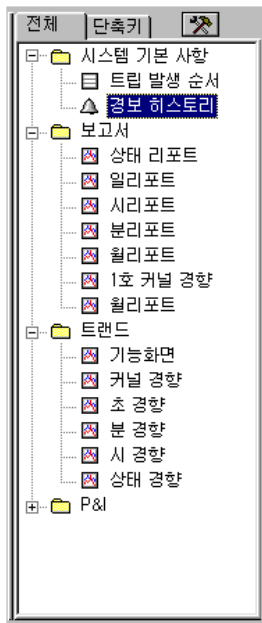 전체 단축키
시스템 기본 사항
트립 발생 순서
경보 히스토리
보고서
상태 리포트
일리포트
시리포트
분리포트
월리포트
1호 커널 경향
월리포트
트랜드
기능화면
커널 경향
초 경향
분 경향
시 경향
상태 경향
P&I